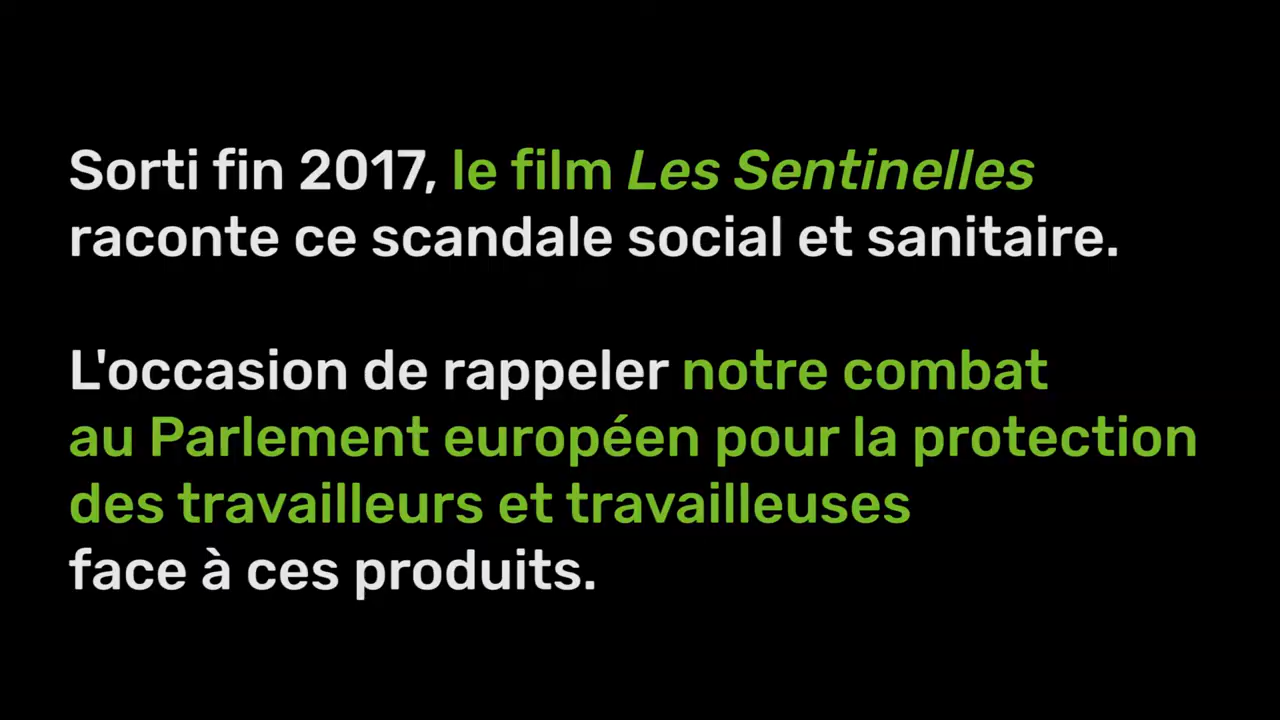 Sorti fin 2017, le film Les Sentinelles
raconte ce scandale social et sanitaire.
L'occasion de rappeler notre combat
au Parlement européen pour la protection
des travailleurs et travailleuses
face à ces produits.